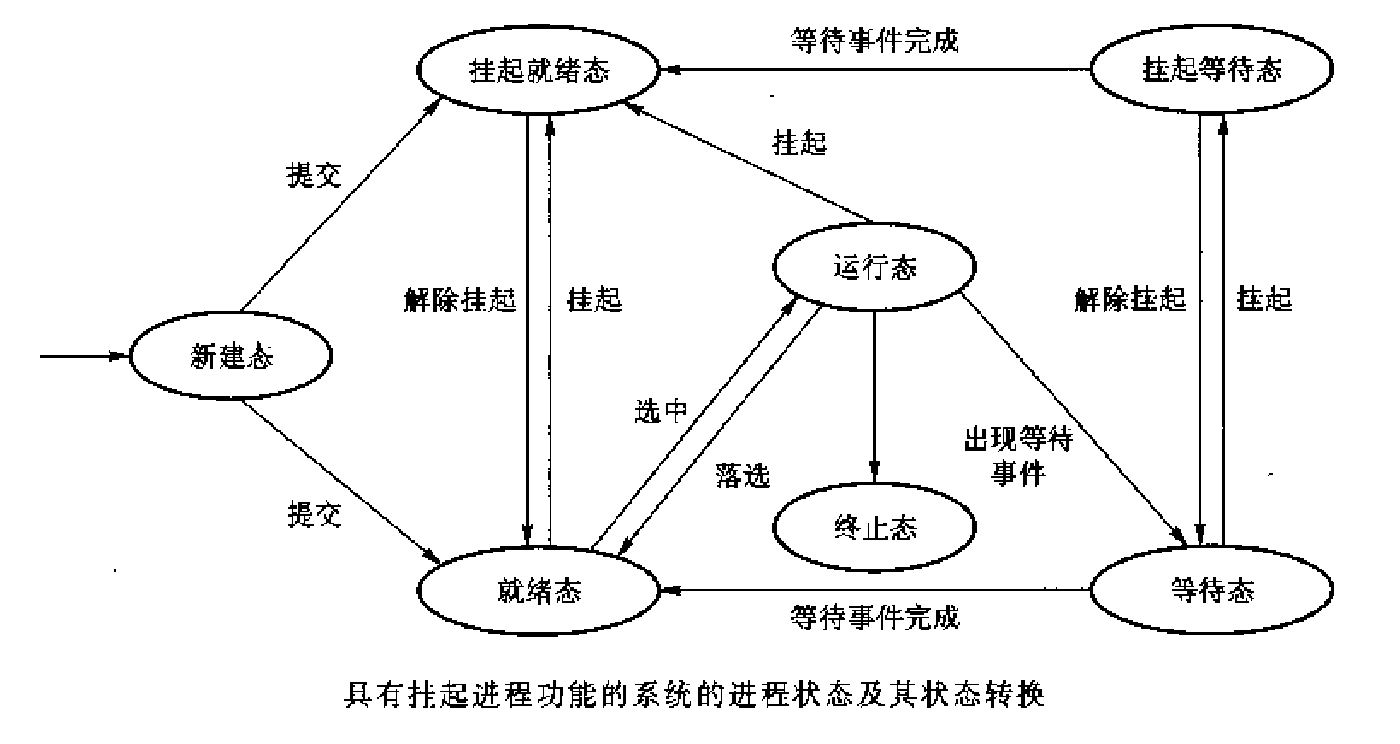 等待事件完成
挂起就绪态
挂起等待态
挂起
提交
运行态
解除挂起
挂起
解除挂起
挂起
新建态
选中
出现等待
事件
落选
提交
终止态
就绪态
等待态
等待事件完成
具有挂起进程功能的系统的进程状态及其状态转换